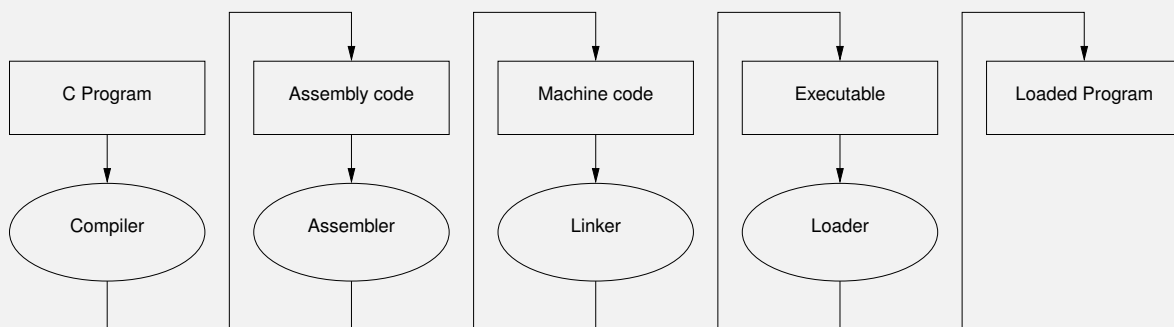 C Program
Assembly code
Machine code
Executable
Loaded Program
Compiler
Assembler
Linker
Loader